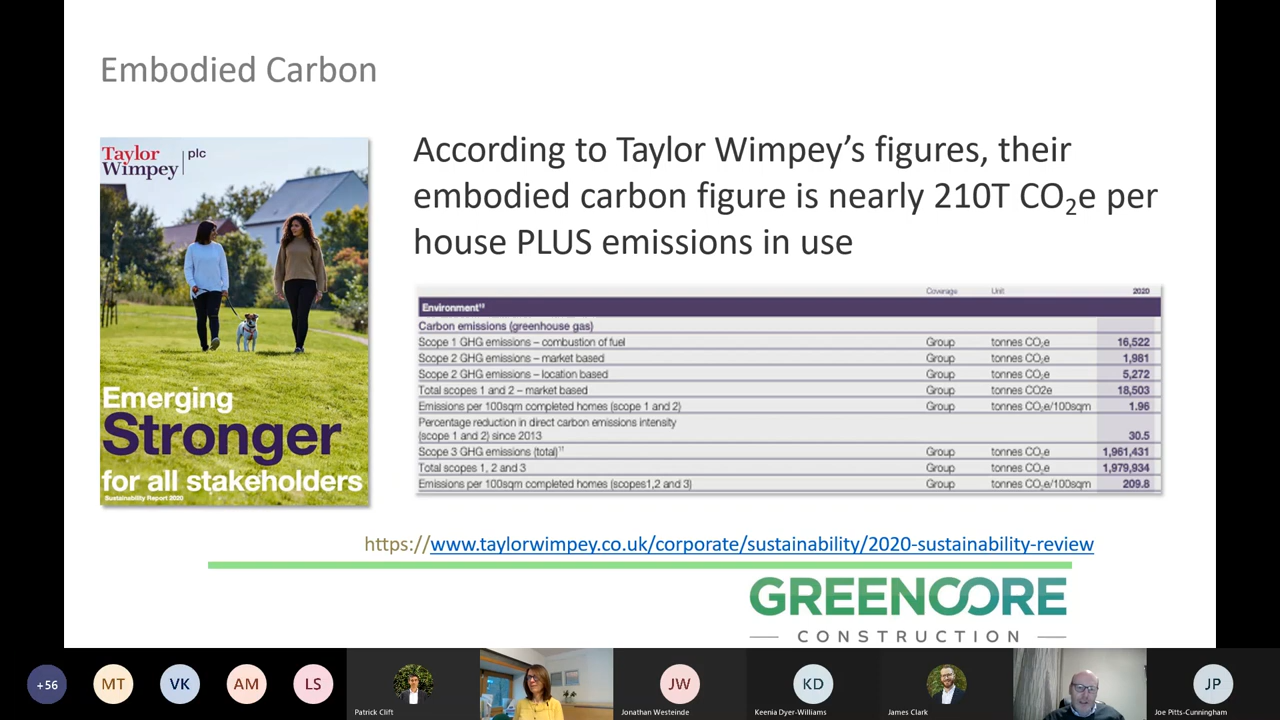 Embodied Carbon
Taylor
Wimpey
plc
Emerging
Stronger
for all stakeholders
Sustainability Report 2020
According to Taylor Wimpey’s figures, their
embodied carbon figure is nearly 210T CO₂e per
house PLUS emissions in use
Coverage Unit 2020
Environment¹⁸
Carbon emissions (greenhouse gas)
Scope 1 GHG emissions – combustion of fuel Group tonnes CO₂e 16,522
Scope 2 GHG emissions – market based Group tonnes CO₂e 1,981
Scope 2 GHG emissions – location based Group tonnes CO₂e 5,272
Total scopes 1 and 2 – market based Group tonnes CO2e 18,503
Emissions per 100sqm completed homes (scope 1 and 2) Group tonnes CO₂e/100sqm 1.96
Percentage reduction in direct carbon emissions intensity
(scope 1 and 2) since 2013 30.5
Scope 3 GHG emissions (total)¹⁷ Group tonnes CO₂e 1,961,431
Total scopes 1, 2 and 3 Group tonnes CO₂e 1,979,934
Emissions per 100sqm completed homes (scopes1,2 and 3) Group tonnes CO₂e/100sqm 209.8
https://www.taylorwimpey.co.uk/corporate/sustainability/2020-sustainability-review
GREENCORE
CONSTRUCTION
+56 MT VK AM LS JW KD JP
Patrick Clift Jonathan Westeinde Keenia Dyer-Williams James Clark Joe Pitts-Cunningham